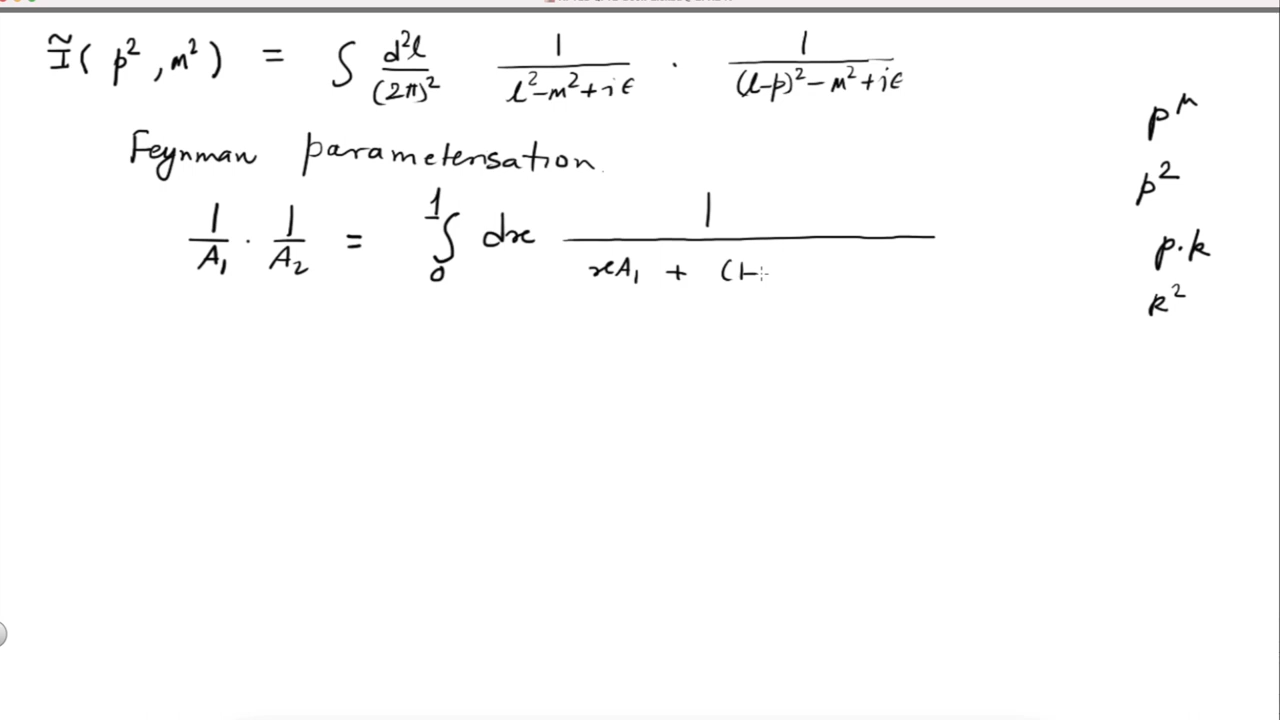 Ĩ( p², m² ) = ∫ d²l/(2π)² 1/(l²-m²+iϵ) · 1/((l-p)²-m²+iϵ)
Feynman parametersation.
1/A₁ · 1/A₂ = ∫₀¹ dx 1/(xA₁ + (1-
p^μ
p²
p·k
k²